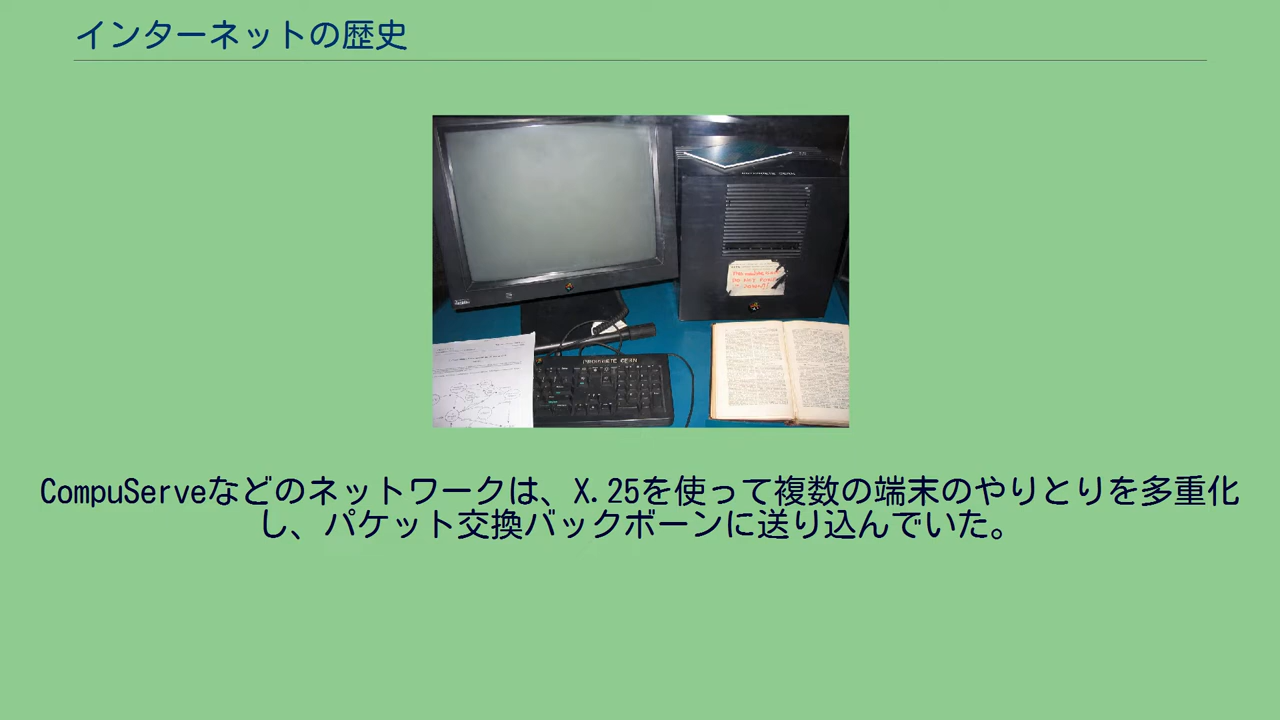 インターネットの歴史
PROPRIETE CERN
CompuServeなどのネットワークは、X.25を使って複数の端末のやりとりを多重化
し、パケット交換バックボーンに送り込んでいた。